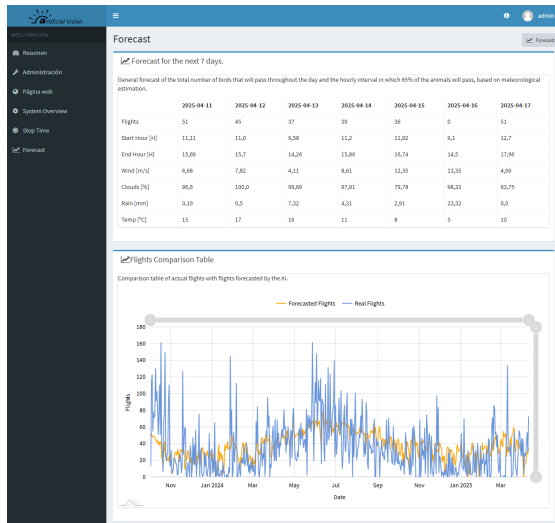 artificial Vision
admin
MENÚ PRINCIPAL
Resumen
Administración
Página web
System Overview
Stop Time
Forecast
Forecast
Forecast
Forecast for the next 7 days.
General forecast of the total number of birds that will pass throughout the day and the hourly interval in which 65% of the animals will pass, based on meteorological
estimation.
2025-04-11 2025-04-12 2025-04-13 2025-04-14 2025-04-15 2025-04-16 2025-04-17
Flights 51 45 37 39 36 0 51
Start Hour [H] 11,11 11,0 9,58 11,2 11,92 9,1 12,7
End Hour [H] 15,69 15,7 14,26 15,86 16,74 14,5 17,96
Wind [m/s] 6,68 7,82 4,11 8,61 12,35 13,35 4,99
Clouds [%] 96,6 100,0 99,69 97,91 79,78 98,33 63,75
Rain [mm] 0,19 0,5 7,32 4,31 2,91 23,32 0,0
Temp [ºC] 15 17 16 11 8 5 10
Flights Comparison Table
Comparison table of actual flights with flights forecasted by the AI.
Forecasted Flights Real Flights
180
160
140
120
100
80
60
40
20
0
Flights
Nov Jan 2024 Mar May Jul Sep Nov Jan 2025 Mar
Date